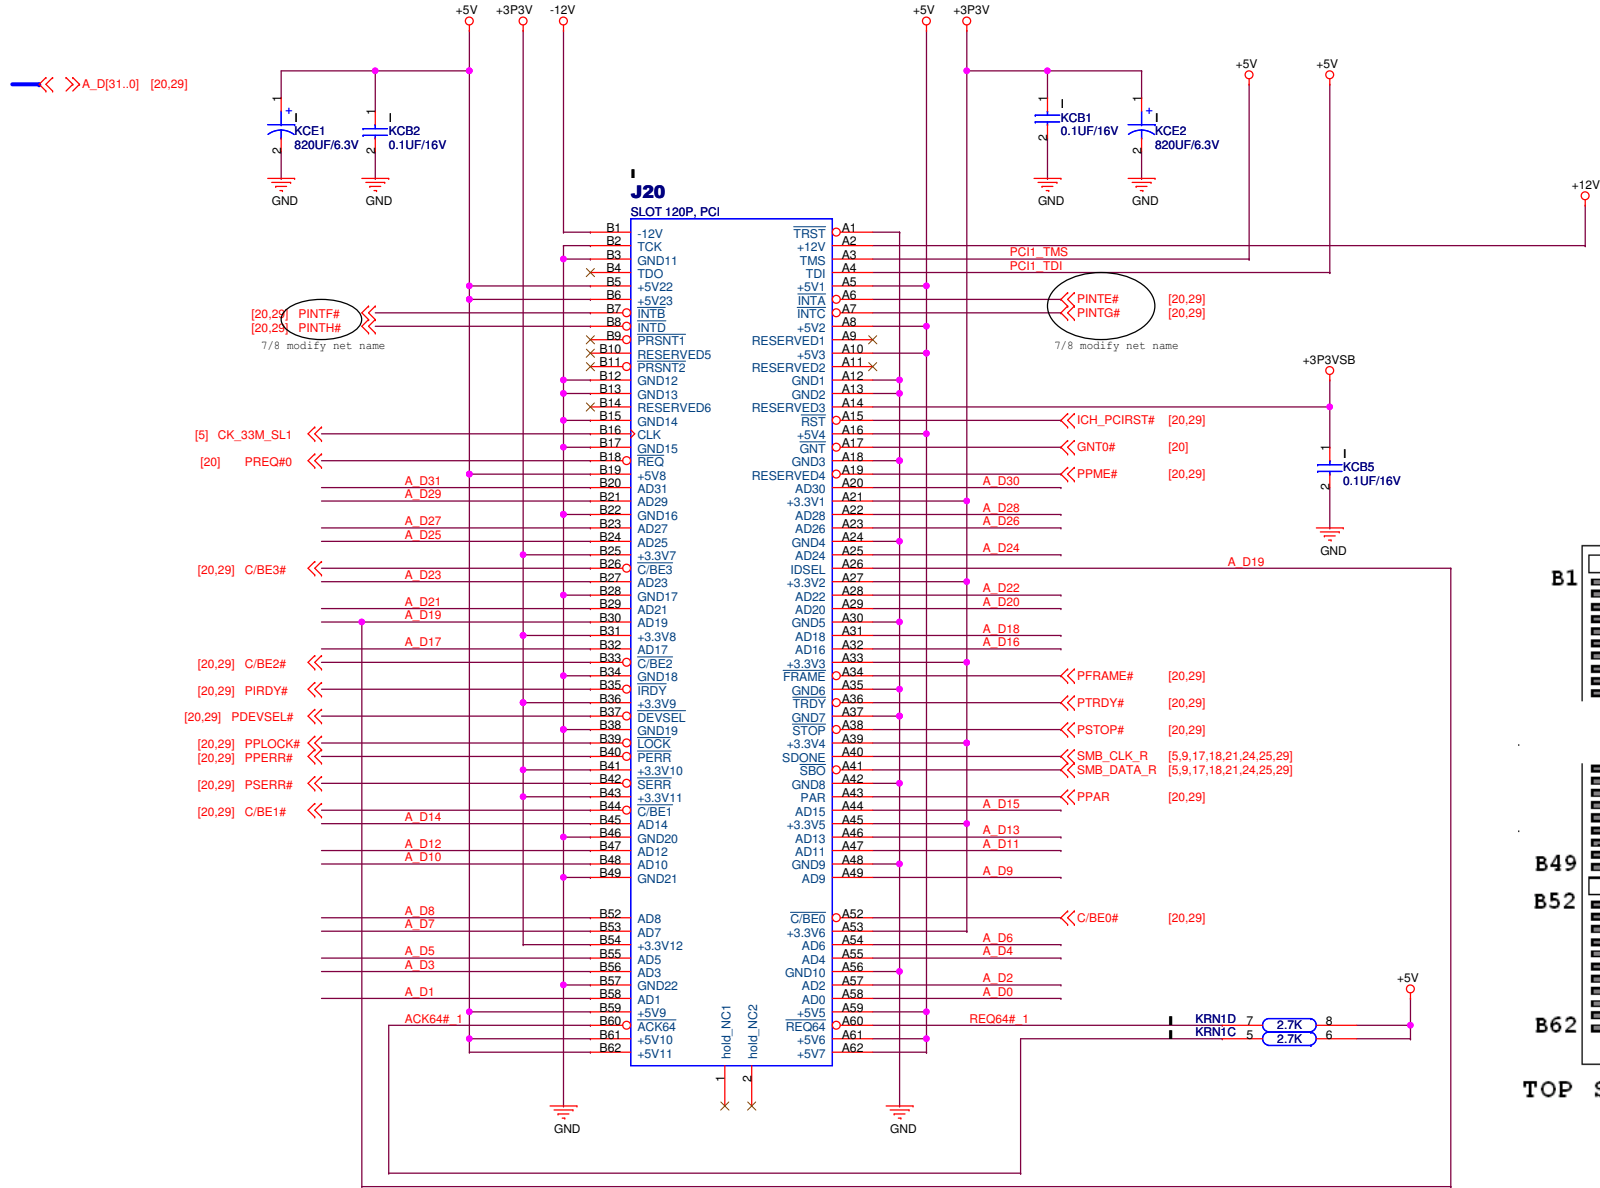 +5V +3P3V -12V +5V +3P3V
+5V +5V
A_D[31..0] [20,29]
1 + KCE1 820UF/6.3V 2 GND
1 KCB2 0.1UF/16V 2 GND
1 KCB1 0.1UF/16V 2 GND
1 + KCE2 820UF/6.3V 2 GND
+12V
J20
SLOT 120P, PCI
B1 -12V TRST A1
B2 TCK +12V A2
B3 GND11 TMS A3 PCI1_TMS
B4 TDO TDI A4 PCI1_TDI
B5 +5V22 +5V1 A5
B6 +5V23 INTA A6 PINTE# [20,29]
[20,29] PINTF# B7 INTB INTC A7 PINTG# [20,29]
[20,29] PINTH# B8 INTD +5V2 A8
7/8 modify net name
7/8 modify net name
B9 PRSNT1 RESERVED1 A9
B10 RESERVED5 +5V3 A10
B11 PRSNT2 RESERVED2 A11
B12 GND12 GND1 A12
B13 GND13 GND2 A13
B14 RESERVED6 RESERVED3 A14
+3P3VSB
B15 GND14 RST A15 ICH_PCIRST# [20,29]
[5] CK_33M_SL1 B16 CLK +5V4 A16
B17 GND15 GNT A17 GNT0# [20]
[20] PREQ#0 B18 REQ GND3 A18
B19 +5V8 RESERVED4 A19 PPME# [20,29]
1 KCB5 0.1UF/16V 2 GND
A_D31 B20 AD31 AD30 A20 A_D30
A_D29 B21 AD29 +3.3V1 A21
B22 GND16 AD28 A22 A_D28
A_D27 B23 AD27 AD26 A23 A_D26
A_D25 B24 AD25 GND4 A24
B25 +3.3V7 AD24 A25 A_D24
[20,29] C/BE3# B26 C/BE3 IDSEL A26 A_D19
A_D23 B27 AD23 +3.3V2 A27
B28 GND17 AD22 A28 A_D22
A_D21 B29 AD21 AD20 A29 A_D20
A_D19 B30 AD19 GND5 A30
B31 +3.3V8 AD18 A31 A_D18
A_D17 B32 AD17 AD16 A32 A_D16
[20,29] C/BE2# B33 C/BE2 +3.3V3 A33
B34 GND18 FRAME A34 PFRAME# [20,29]
[20,29] PIRDY# B35 IRDY GND6 A35
B36 +3.3V9 TRDY A36 PTRDY# [20,29]
[20,29] PDEVSEL# B37 DEVSEL GND7 A37
B38 GND19 STOP A38 PSTOP# [20,29]
[20,29] PPLOCK# B39 LOCK +3.3V4 A39
[20,29] PPERR# B40 PERR SDONE A40 SMB_CLK_R [5,9,17,18,21,24,25,29]
B41 +3.3V10 SBO A41 SMB_DATA_R [5,9,17,18,21,24,25,29]
[20,29] PSERR# B42 SERR GND8 A42
B43 +3.3V11 PAR A43 PPAR [20,29]
[20,29] C/BE1# B44 C/BE1 AD15 A44 A_D15
A_D14 B45 AD14 +3.3V5 A45
B46 GND20 AD13 A46 A_D13
A_D12 B47 AD12 AD11 A47 A_D11
A_D10 B48 AD10 GND9 A48
B49 GND21 AD9 A49 A_D9
A_D8 B52 AD8 C/BE0 A52 C/BE0# [20,29]
A_D7 B53 AD7 +3.3V6 A53
B54 +3.3V12 AD6 A54 A_D6
A_D5 B55 AD5 AD4 A55 A_D4
A_D3 B56 AD3 GND10 A56
B57 GND22 AD2 A57 A_D2
A_D1 B58 AD1 AD0 A58 A_D0
B59 +5V9 +5V5 A59
ACK64#_1 B60 ACK64 REQ64 A60 REQ64#_1
B61 +5V10 +5V6 A61
B62 +5V11 +5V7 A62
hold_NC1 hold_NC2
1 2
+5V
KRN1D 7 2.7K 8
KRN1C 5 2.7K 6
GND GND
B1
B49
B52
B62
TOP S